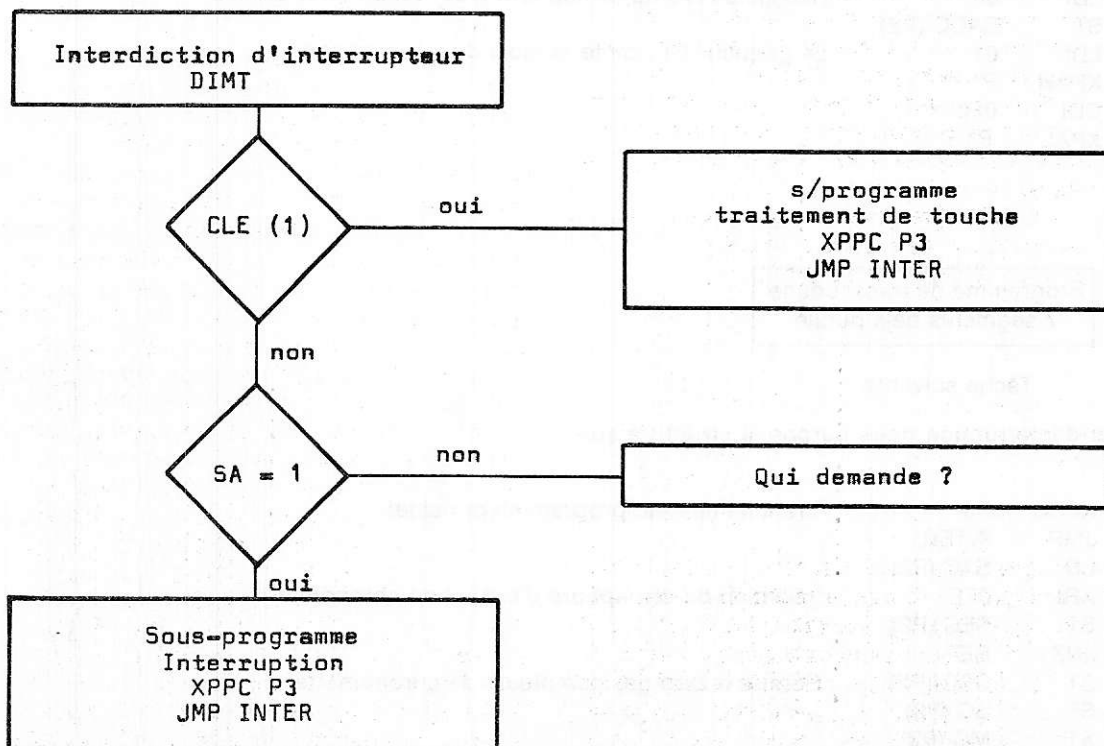 Interdiction d'interrupteur
DIMT
CLE (1)
oui
s/programme
traitement de touche
XPPC P3
JMP INTER
non
SA = 1
non
Qui demande ?
oui
Sous-programme
Interruption
XPPC P3
JMP INTER